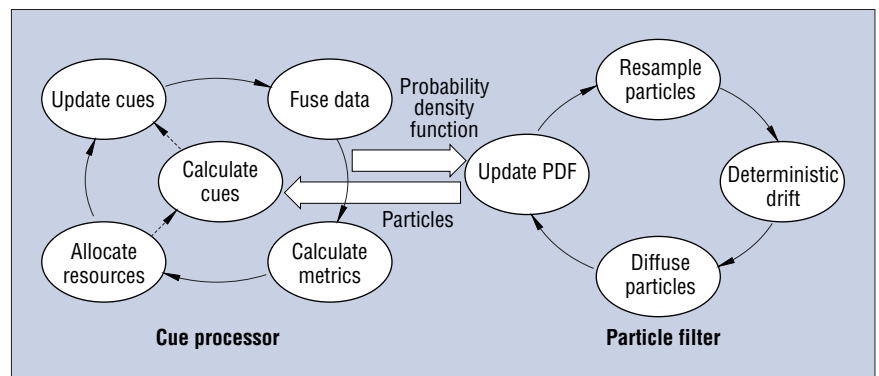 Update cues
Fuse data
Calculate
cues
Allocate
resources
Calculate
metrics
Cue processor
Probability
density
function
Particles
Update PDF
Resample
particles
Deterministic
drift
Diffuse
particles
Particle filter